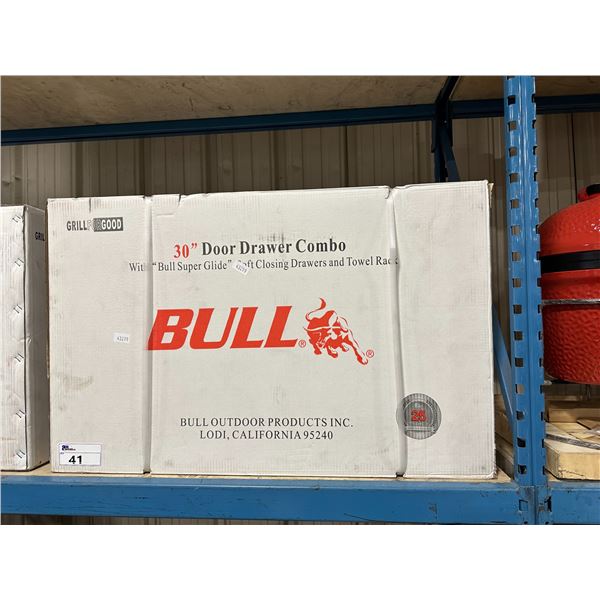 GRILLFORGOOD
30" Door Drawer Combo
With "Bull Super Glide" Soft Closing Drawers and Towel Rack
BULL®
®
BULL OUTDOOR PRODUCTS INC.
LODI, CALIFORNIA 95240
41
GRILL